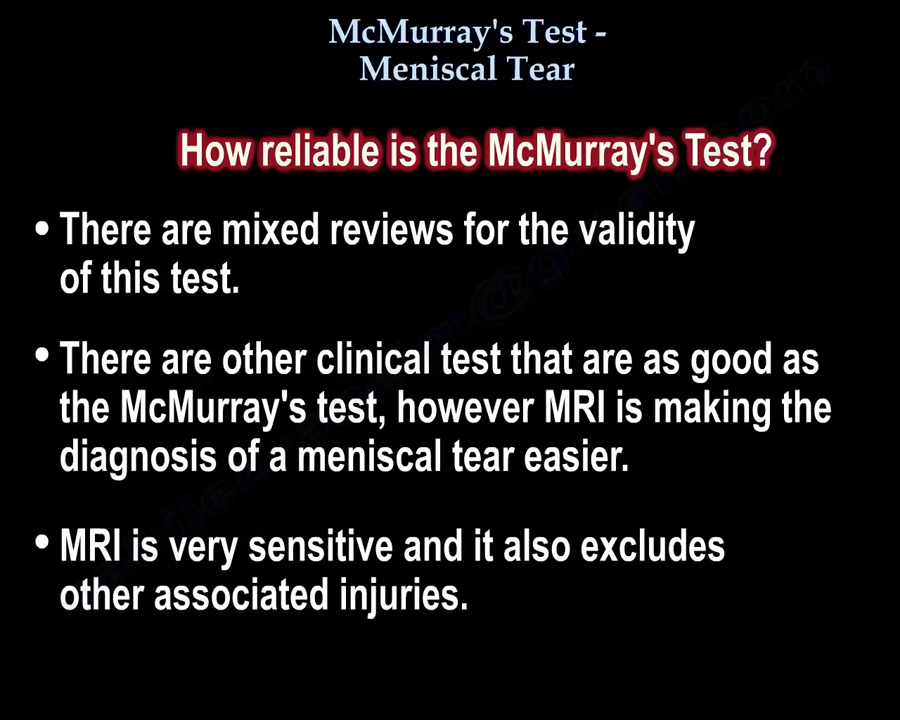 McMurray's Test -
Meniscal Tear
How reliable is the McMurray's Test?
• There are mixed reviews for the validity
of this test.
• There are other clinical test that are as good as
the McMurray's test, however MRI is making the
diagnosis of a meniscal tear easier.
• MRI is very sensitive and it also excludes
other associated injuries.